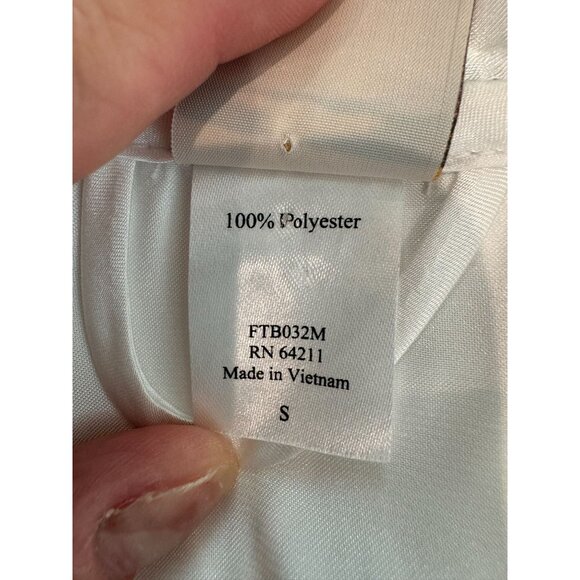 100% Polyester
FTB032M
RN 64211
Made in Vietnam
S